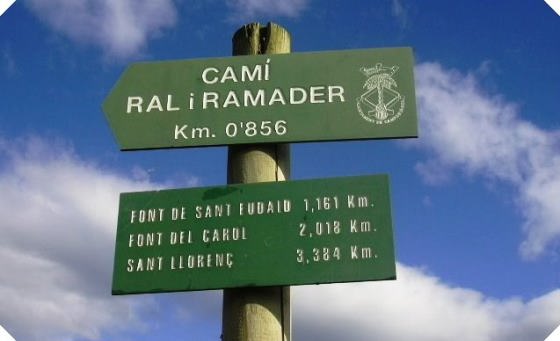 CAMÍ
RAL i RAMADER
Km. 0'856
FONT DE SANT EUDALD 1,161 Km.
FONT DEL ÇAROL 2,018 Km.
SANT LLORENÇ 3,384 Km.